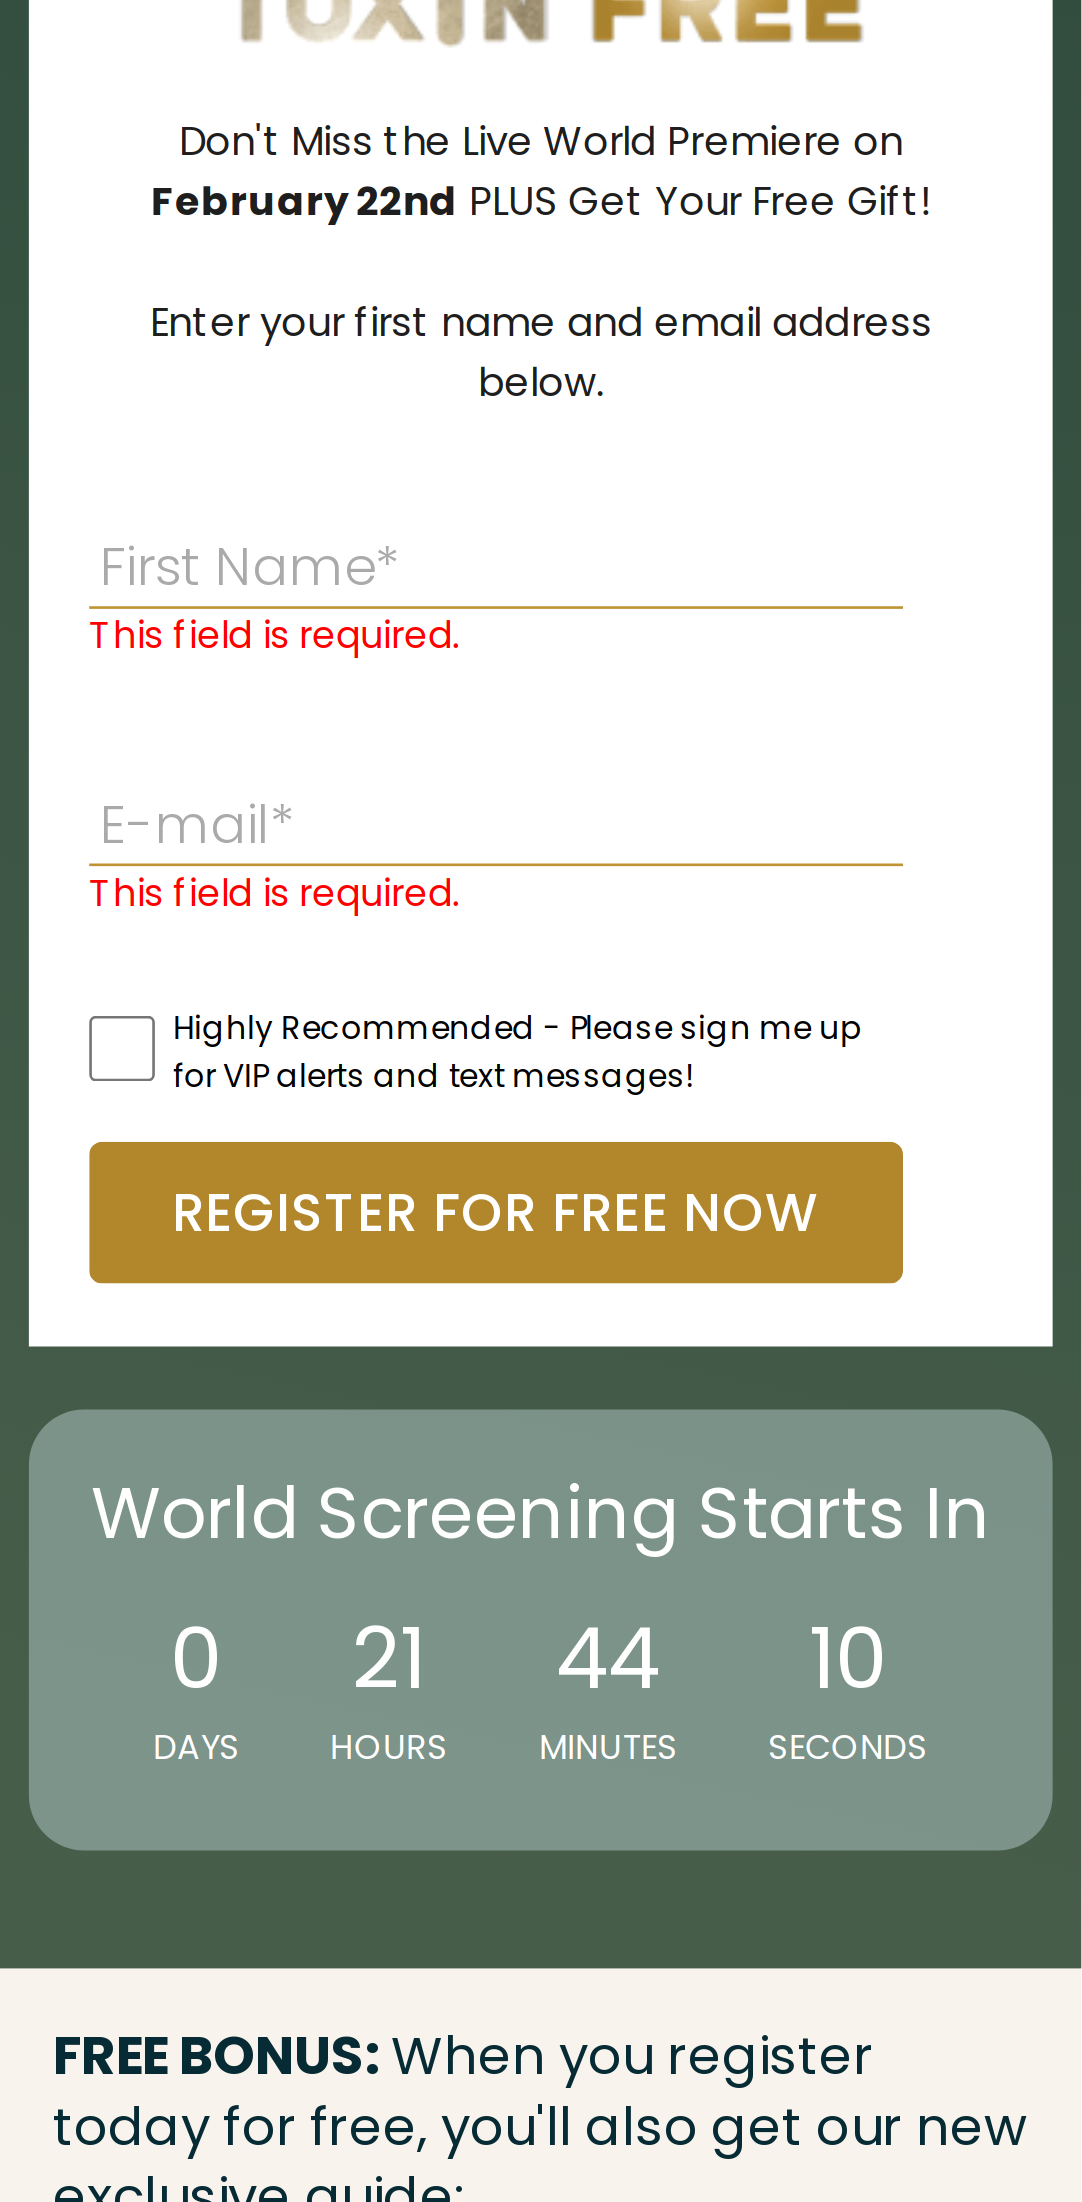 TOXIN FREE
Don't Miss the Live World Premiere on
February 22nd PLUS Get Your Free Gift!
Enter your first name and email address
below.
First Name*
This field is required.
E-mail*
This field is required.
Highly Recommended - Please sign me up
for VIP alerts and text messages!
REGISTER FOR FREE NOW
World Screening Starts In
0 21 44 10
DAYS HOURS MINUTES SECONDS
FREE BONUS: When you register
today for free, you'll also get our new
exclusive guide: